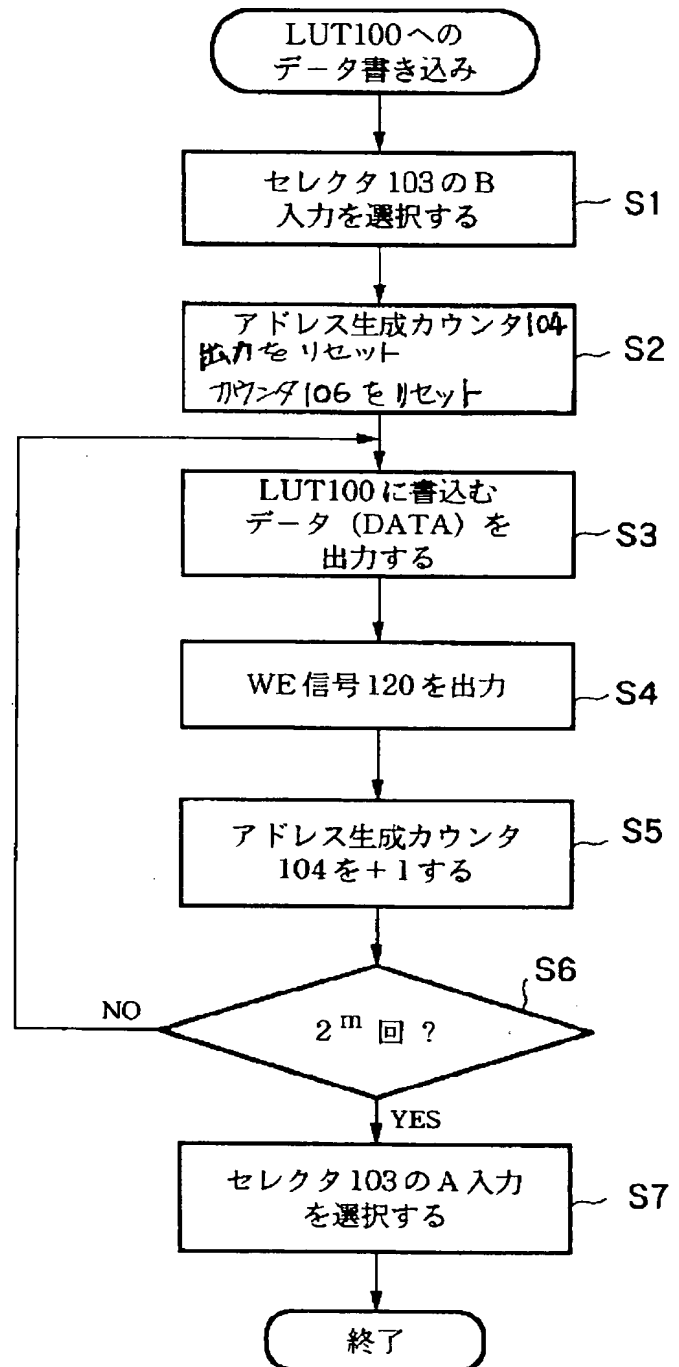 LUT100への
データ書き込み
セレクタ103のB
入力を選択する
S1
アドレス生成カウンタ104
出力をリセット
カウンタ106をリセット
S2
LUT100に書込む
データ（DATA）を
出力する
S3
WE信号120を出力
S4
アドレス生成カウンタ
104を+1する
S5
S6
2^m 回？
NO
YES
セレクタ103のA入力
を選択する
S7
終了